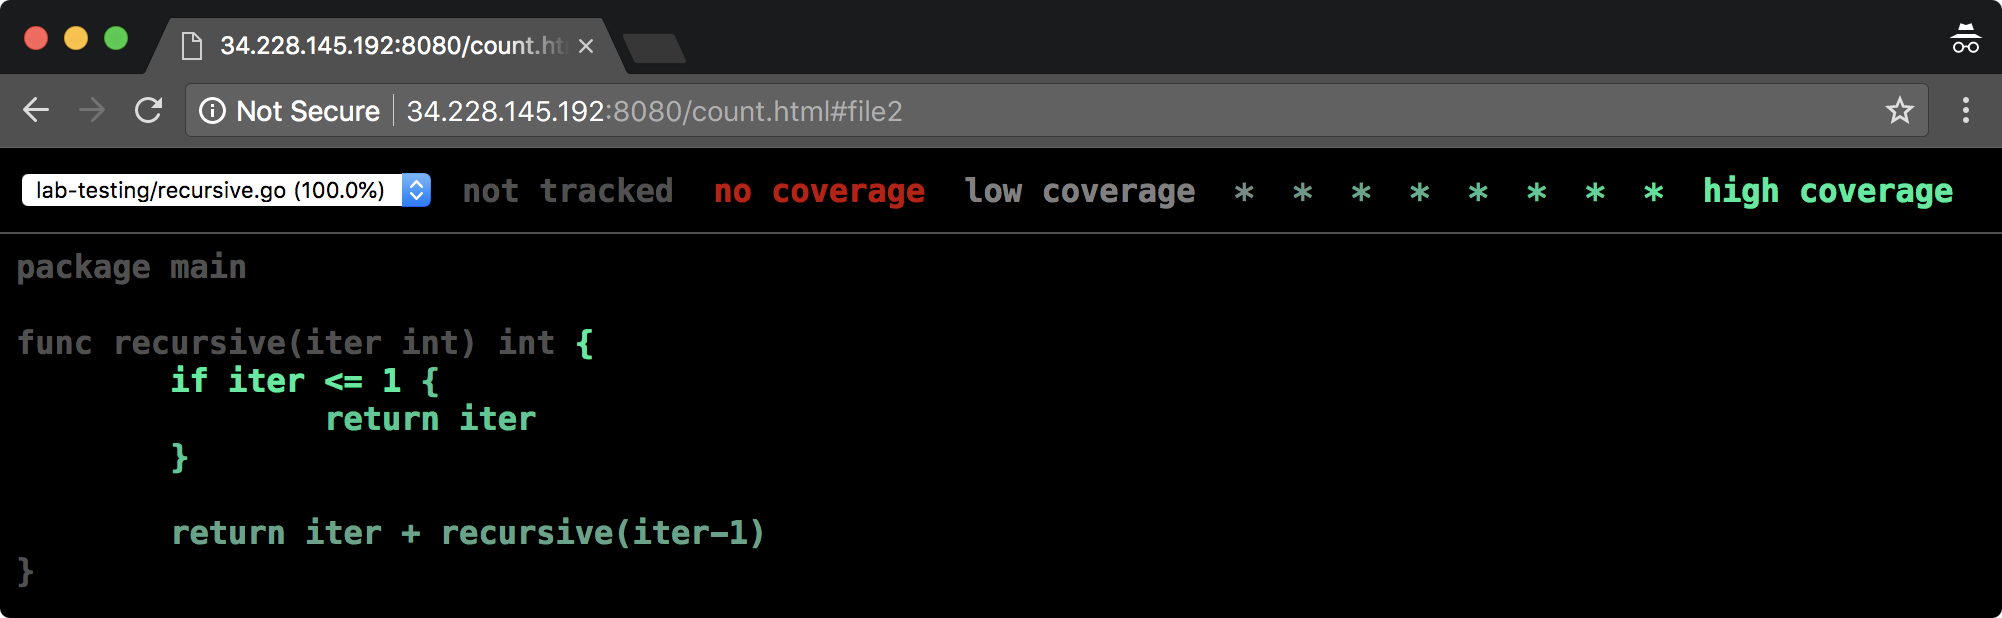 34.228.145.192:8080/count.ht
Not Secure 34.228.145.192:8080/count.html#file2
lab-testing/recursive.go (100.0%) not tracked no coverage low coverage * * * * * * * * high coverage
package main
func recursive(iter int) int {
if iter <= 1 {
return iter
}
return iter + recursive(iter-1)
}